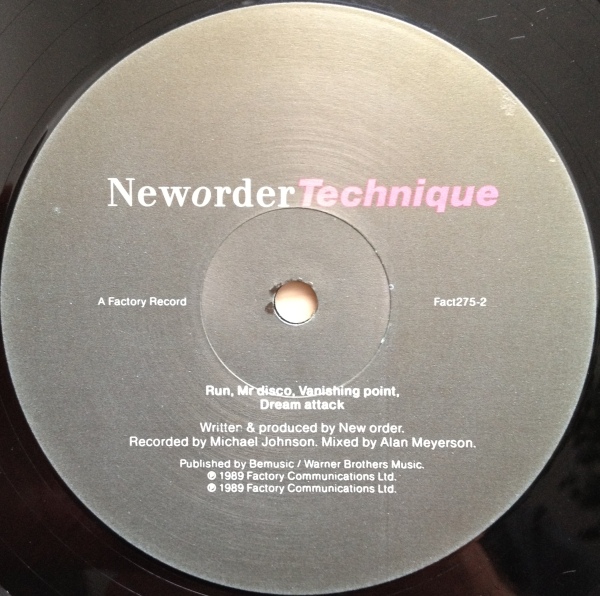 NeworderTechnique
A Factory Record
Fact275-2
Run, Mr disco, Vanishing point,
Dream attack
Written & produced by New order.
Recorded by Michael Johnson. Mixed by Alan Meyerson.
Published by Bemusic / Warner Brothers Music.
℗ 1989 Factory Communications Ltd.
℗ 1989 Factory Communications Ltd.